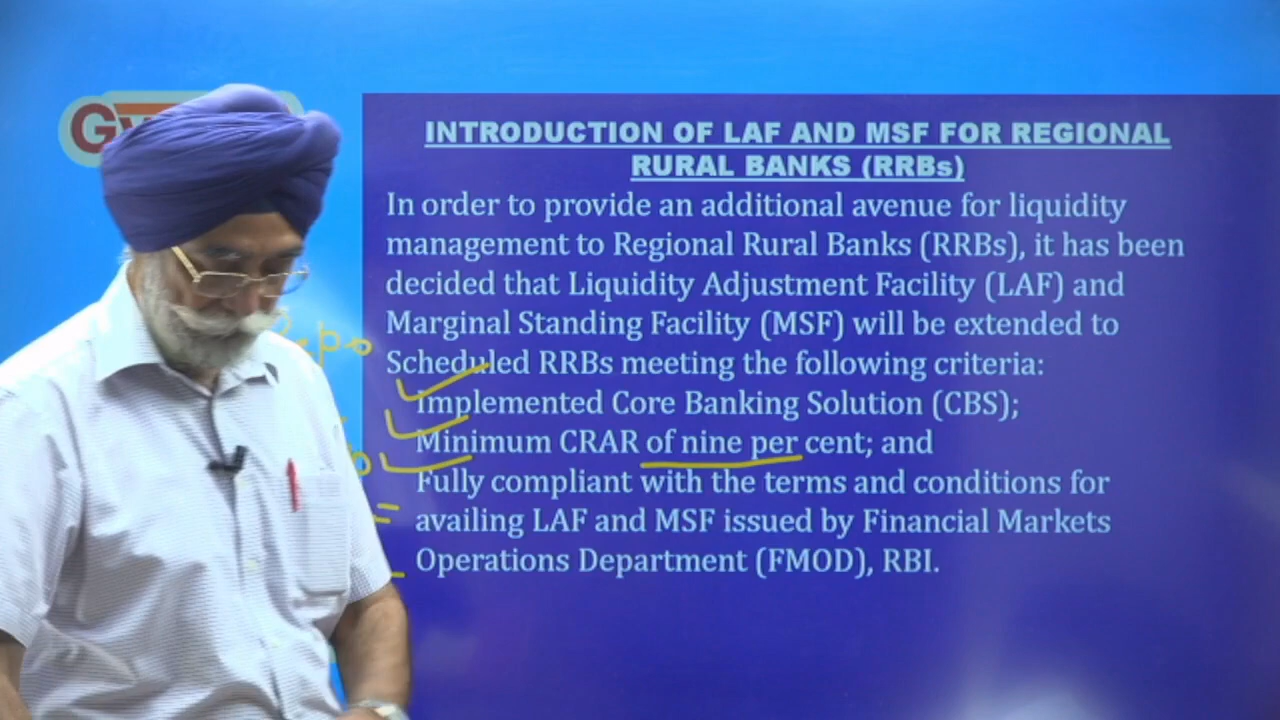 INTRODUCTION OF LAF AND MSF FOR REGIONAL
RURAL BANKS (RRBs)
In order to provide an additional avenue for liquidity
management to Regional Rural Banks (RRBs), it has been
decided that Liquidity Adjustment Facility (LAF) and
Marginal Standing Facility (MSF) will be extended to
Scheduled RRBs meeting the following criteria:
Implemented Core Banking Solution (CBS);
Minimum CRAR of nine per cent; and
Fully compliant with the terms and conditions for
availing LAF and MSF issued by Financial Markets
Operations Department (FMOD), RBI.